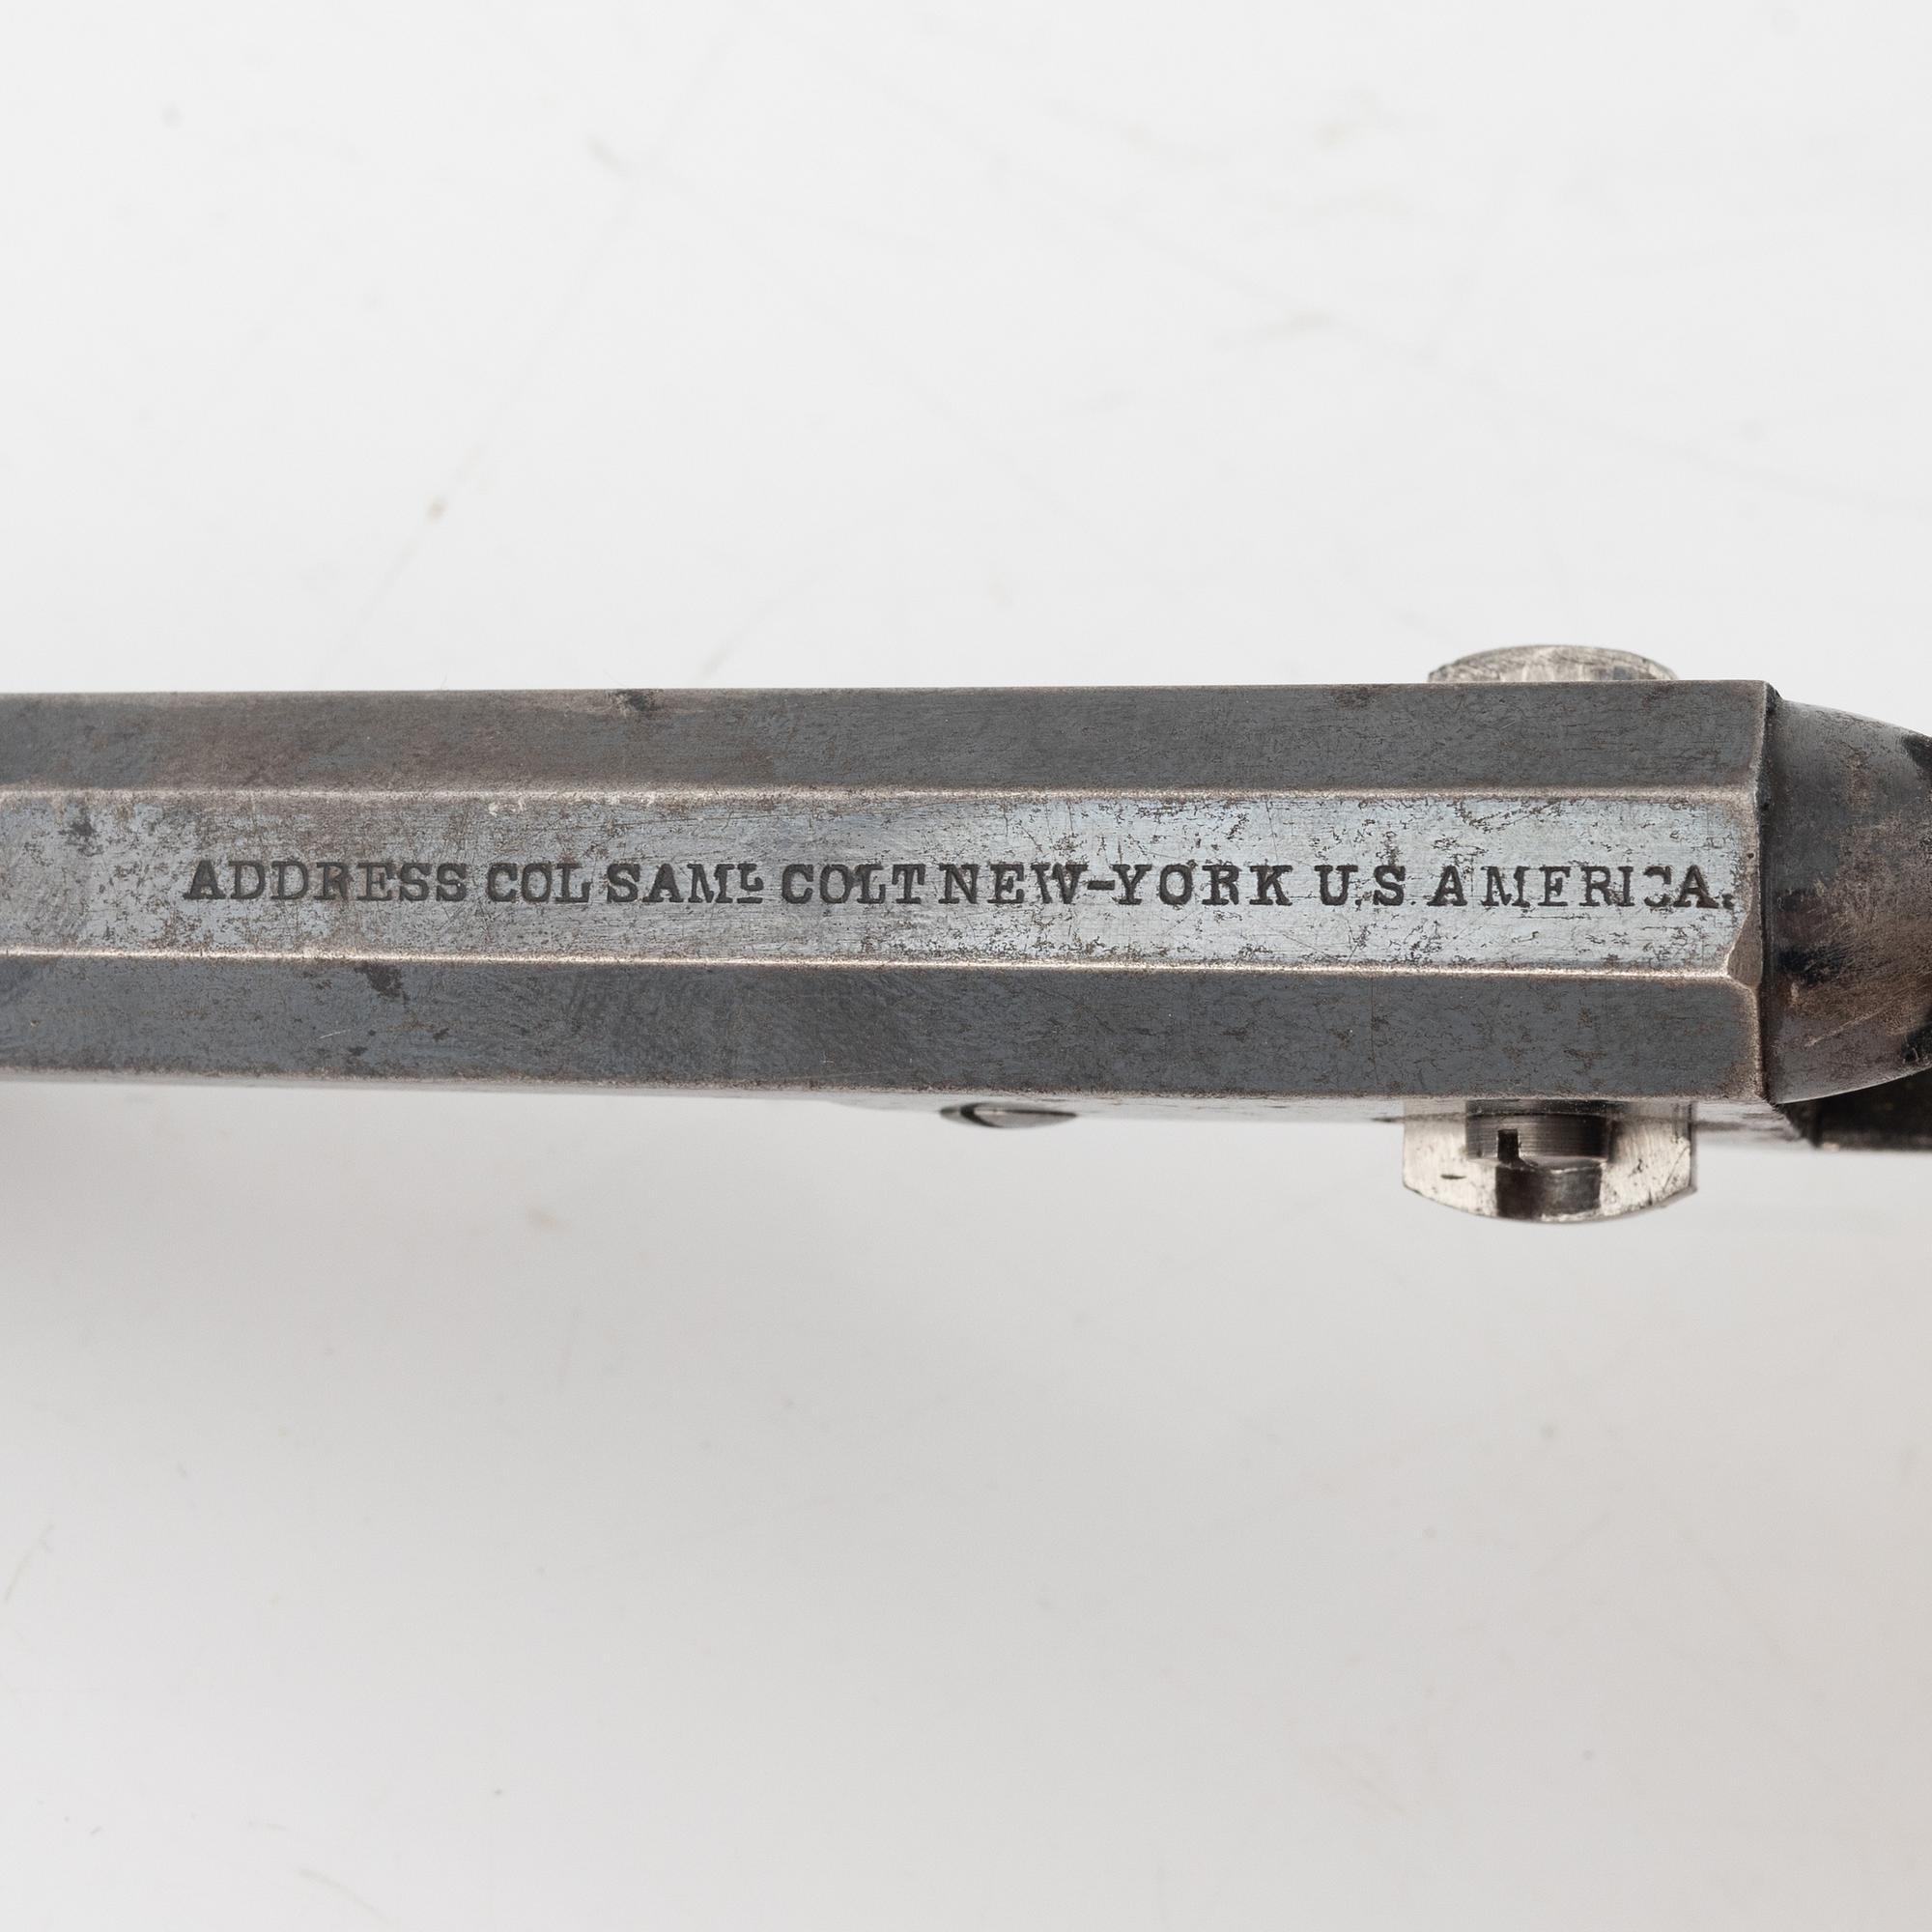 ADDRESS COL SAMᴸ COLT NEW-YORK U.S AMERICA.